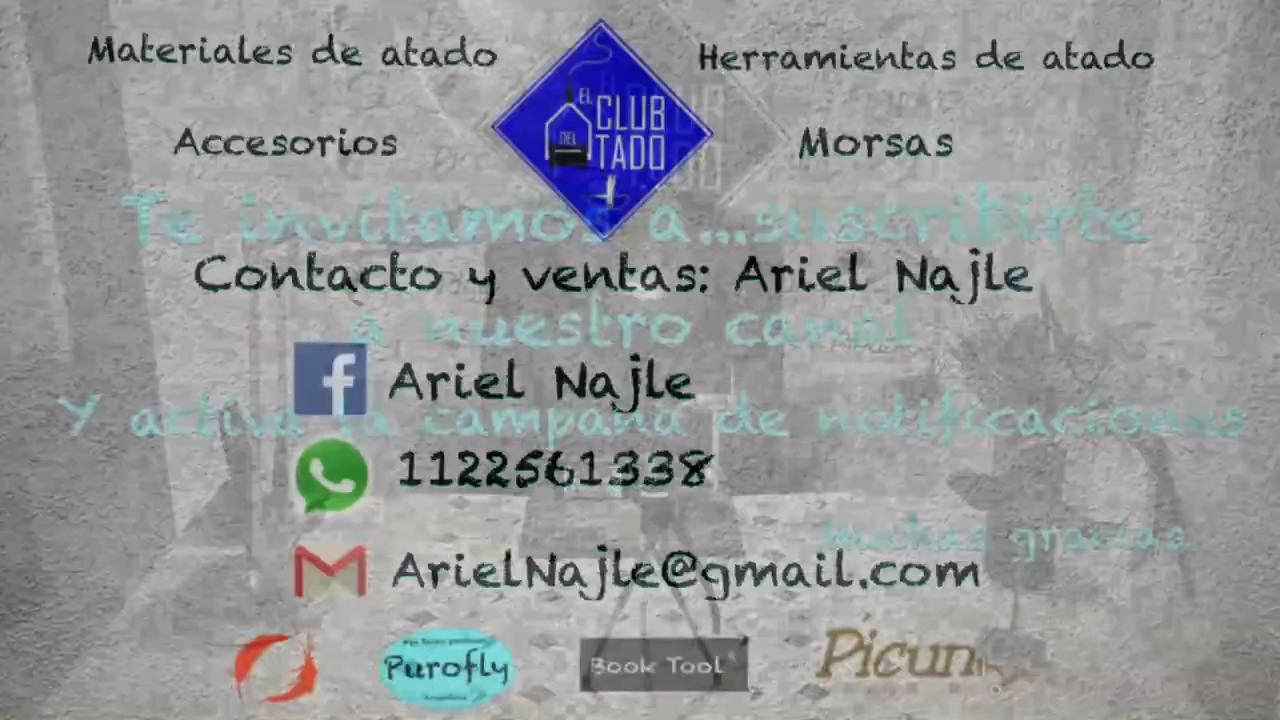 Materiales de atado
Herramientas de atado
EL CLUB DEL ATADO
Accesorios
Morsas
Te invitamos a...suscribirte
Contacto y ventas: Ariel Najle
a nuestro canal
Ariel Najle
Y activa la campana de notificaciones
1122561338
Muchas gracias.
ArielNajle@gmail.com
Purofly
Book Tool
Picun